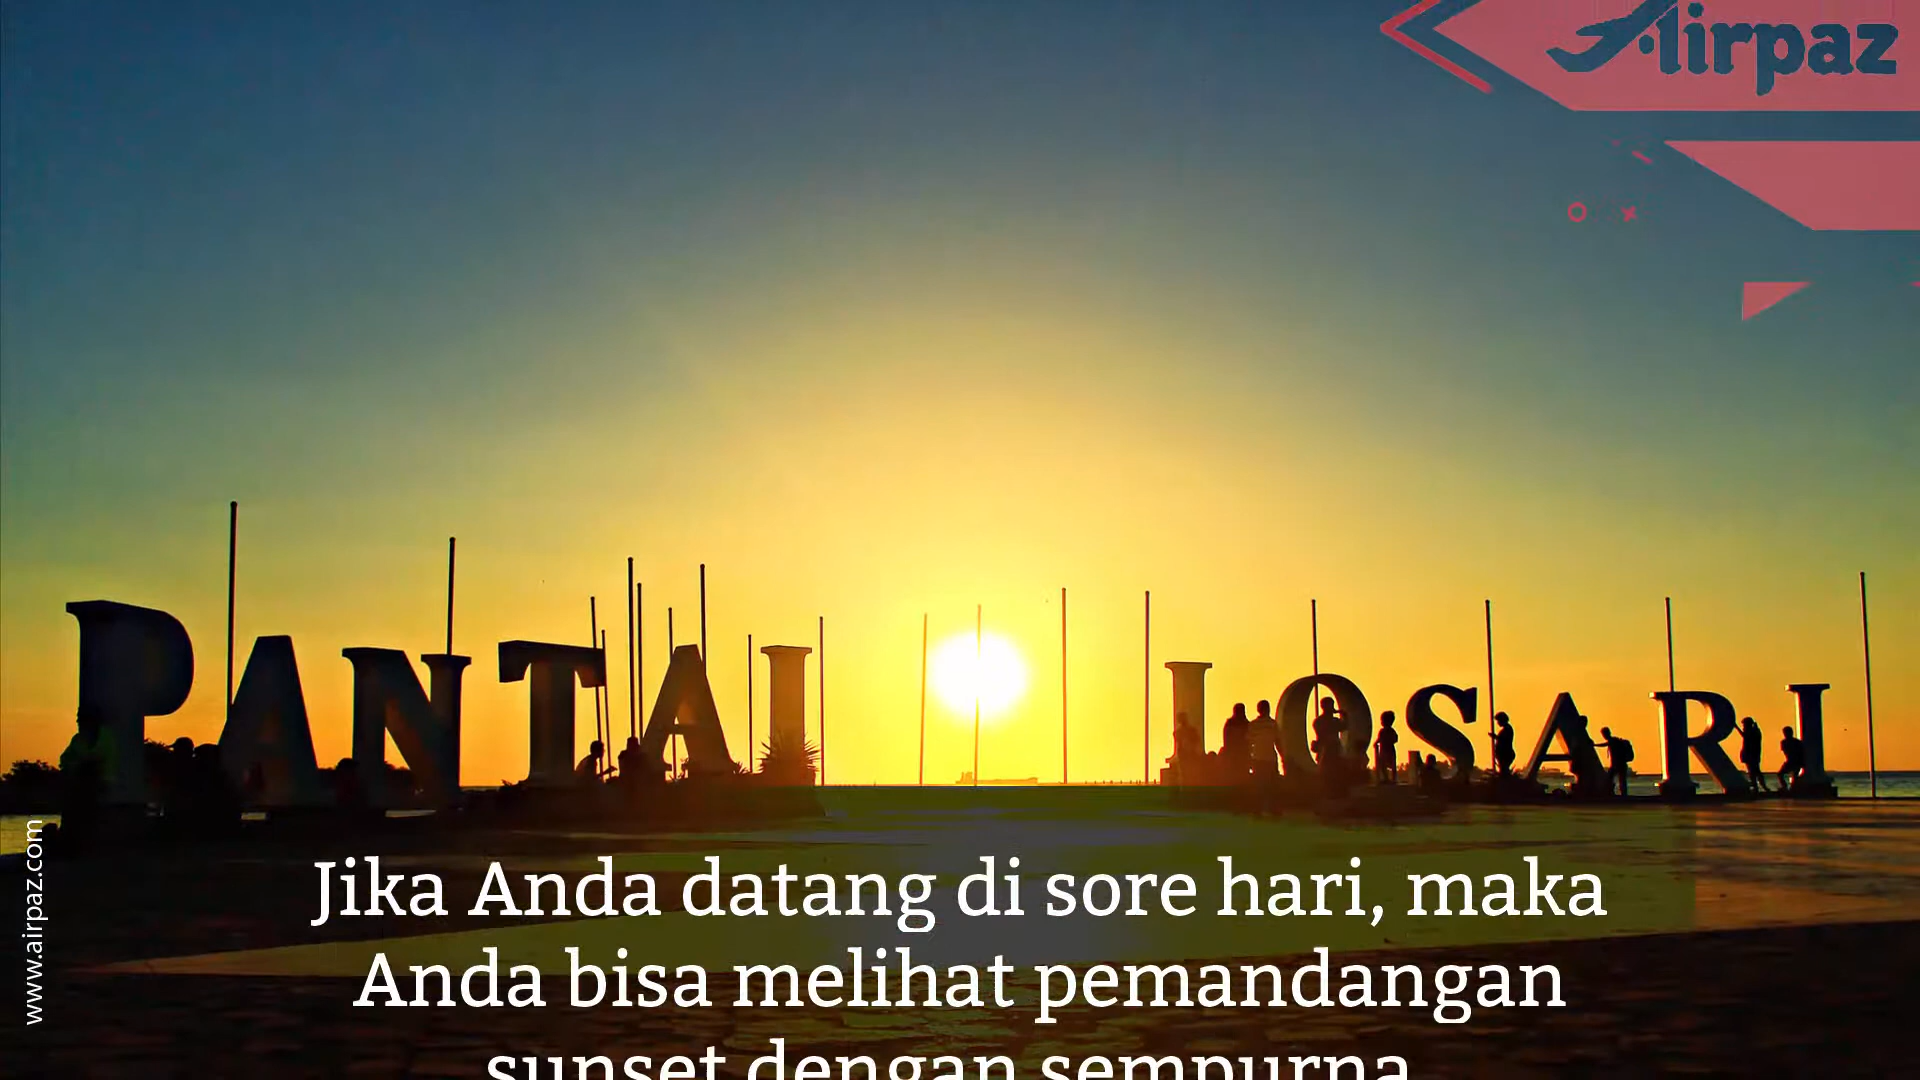 Airpaz
PANTAI LOSARI
www.airpaz.com
Jika Anda datang di sore hari, maka
Anda bisa melihat pemandangan
sunset dengan sempurna